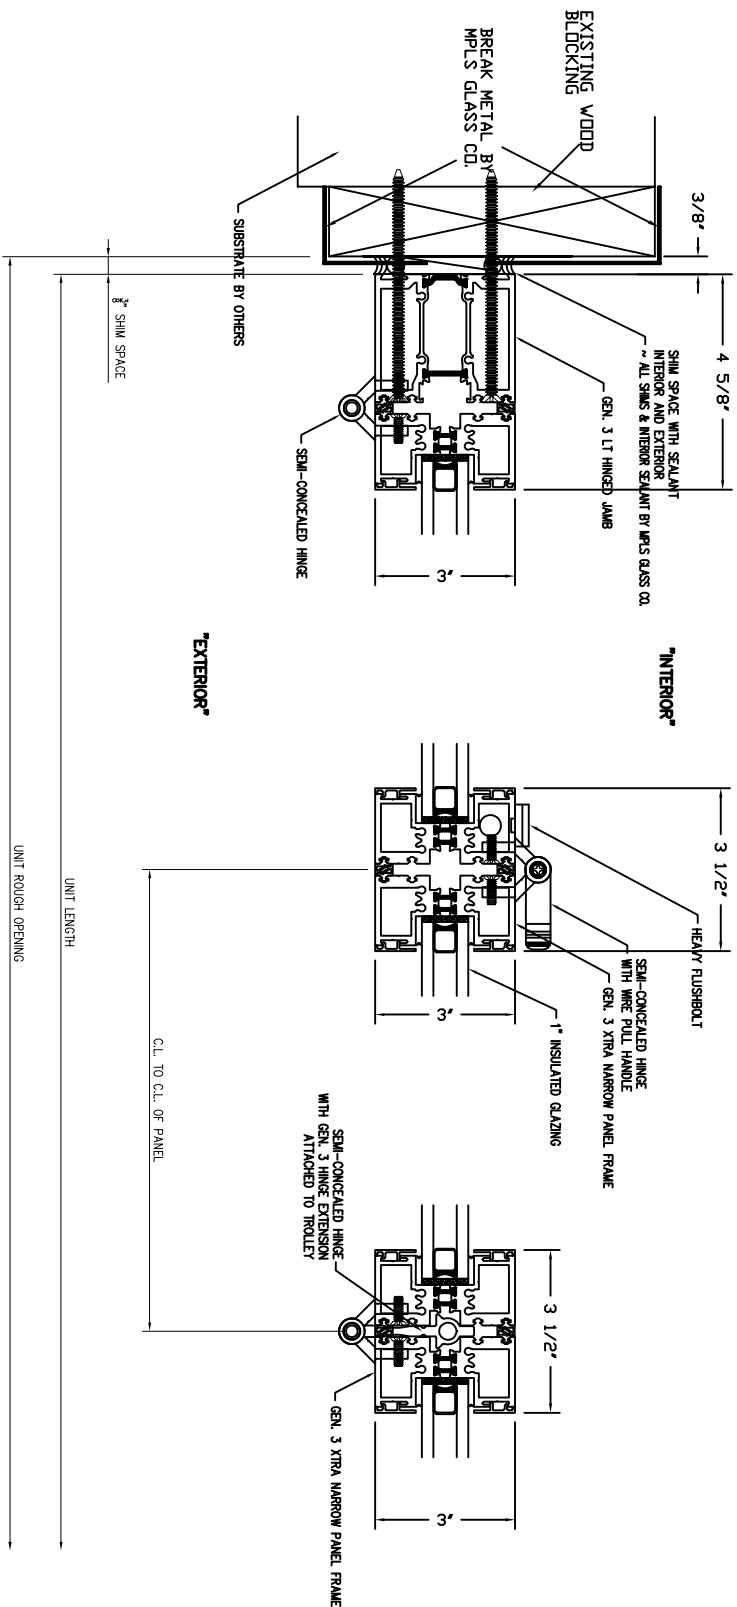 EXISTING WOOD
BLOCKING
BREAK METAL BY
MPLS GLASS CO.
3/8"
4 5/8"
SHIM SPACE WITH SEALANT
INTERIOR AND EXTERIOR
~ ALL SHIMS & INTERIOR SEALANT BY MPLS GLASS CO.
GEN. 3 LT HINGED JAMB
SEMI-CONCEALED HINGE
SUBSTRATE BY OTHERS
3/8" SHIM SPACE
3"
"INTERIOR"
"EXTERIOR"
3 1/2"
HEAVY FLUSHBOLT
SEMI-CONCEALED HINGE
WITH WIRE PULL HANDLE
GEN. 3 XTRA NARROW PANEL FRAME
1" INSULATED GLAZING
3"
C.L. TO C.L. OF PANEL
UNIT LENGTH
UNIT ROUGH OPENING
SEMI-CONCEALED HINGE
WITH GEN. 3 HINGE EXTENSION
ATTACHED TO TROLLEY
3 1/2"
GEN. 3 XTRA NARROW PANEL FRAME
3"